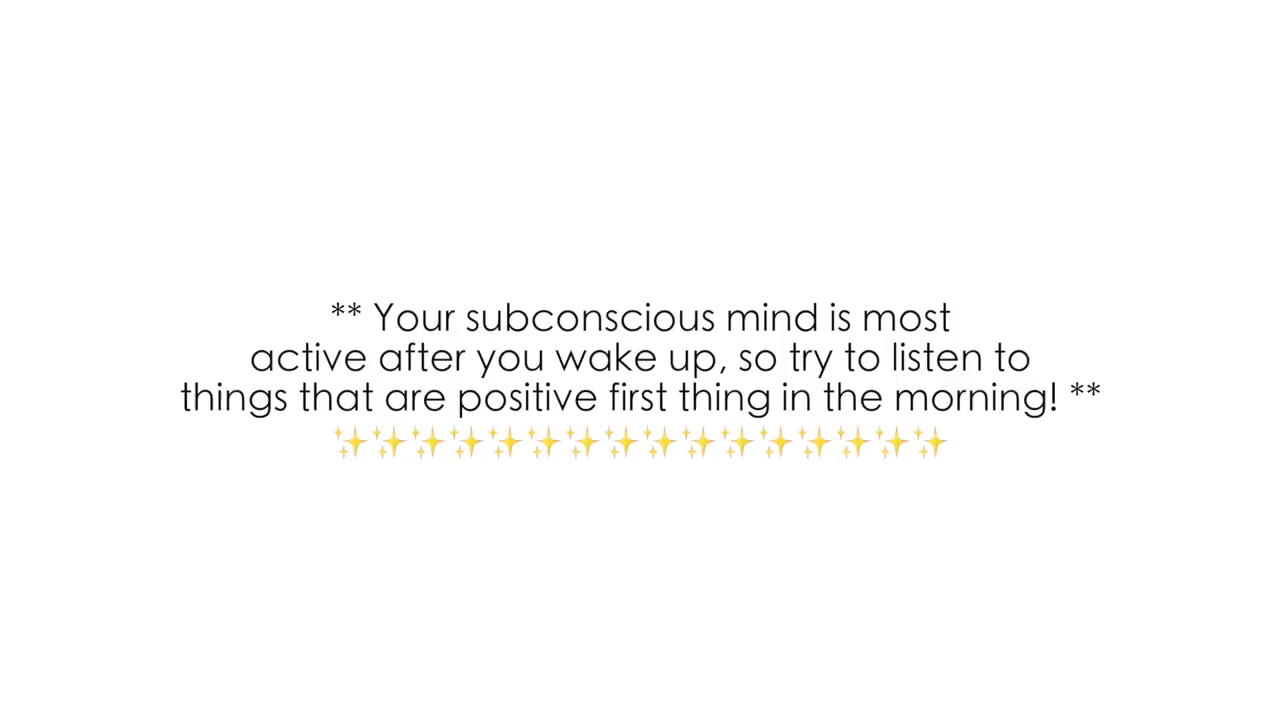 ** Your subconscious mind is most
active after you wake up, so try to listen to
things that are positive first thing in the morning! **
✨✨✨✨✨✨✨✨✨✨✨✨✨✨✨✨